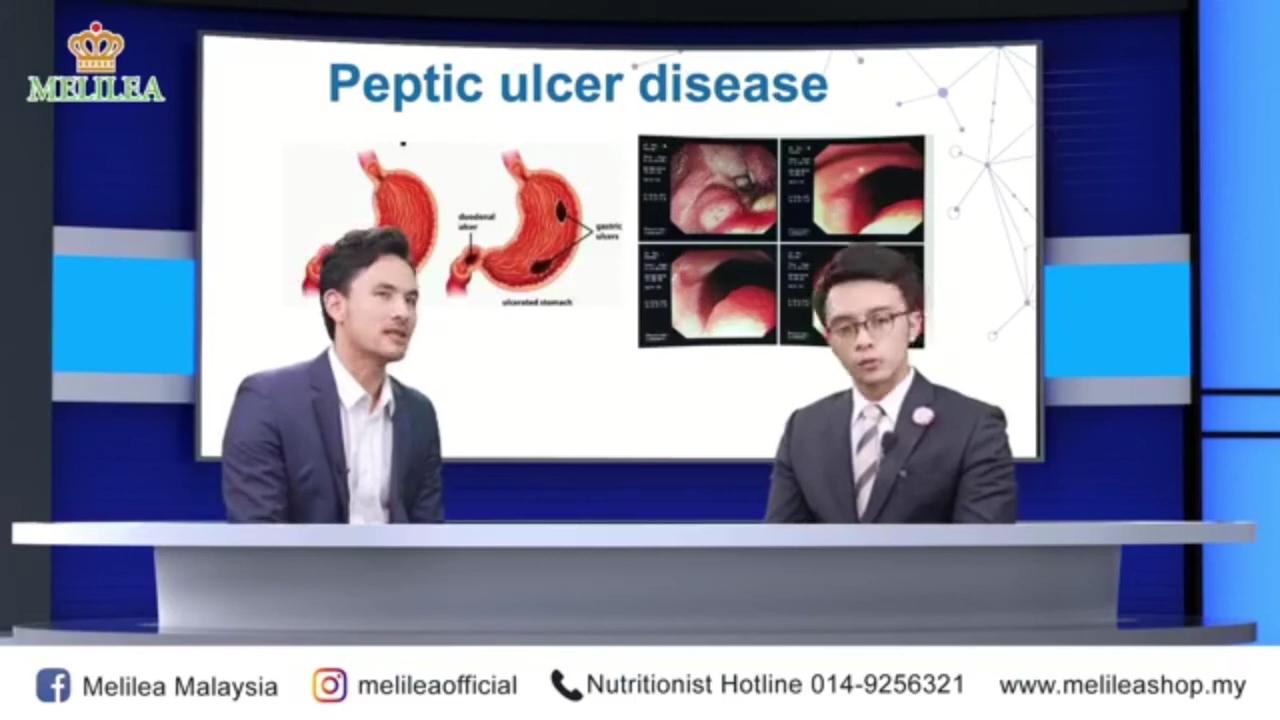 MELILEA
Peptic ulcer disease
duodenal
ulcer
gastric
ulcers
ulcerated stomach
Melilea Malaysia
melileaofficial
Nutritionist Hotline 014-9256321
www.melileashop.my